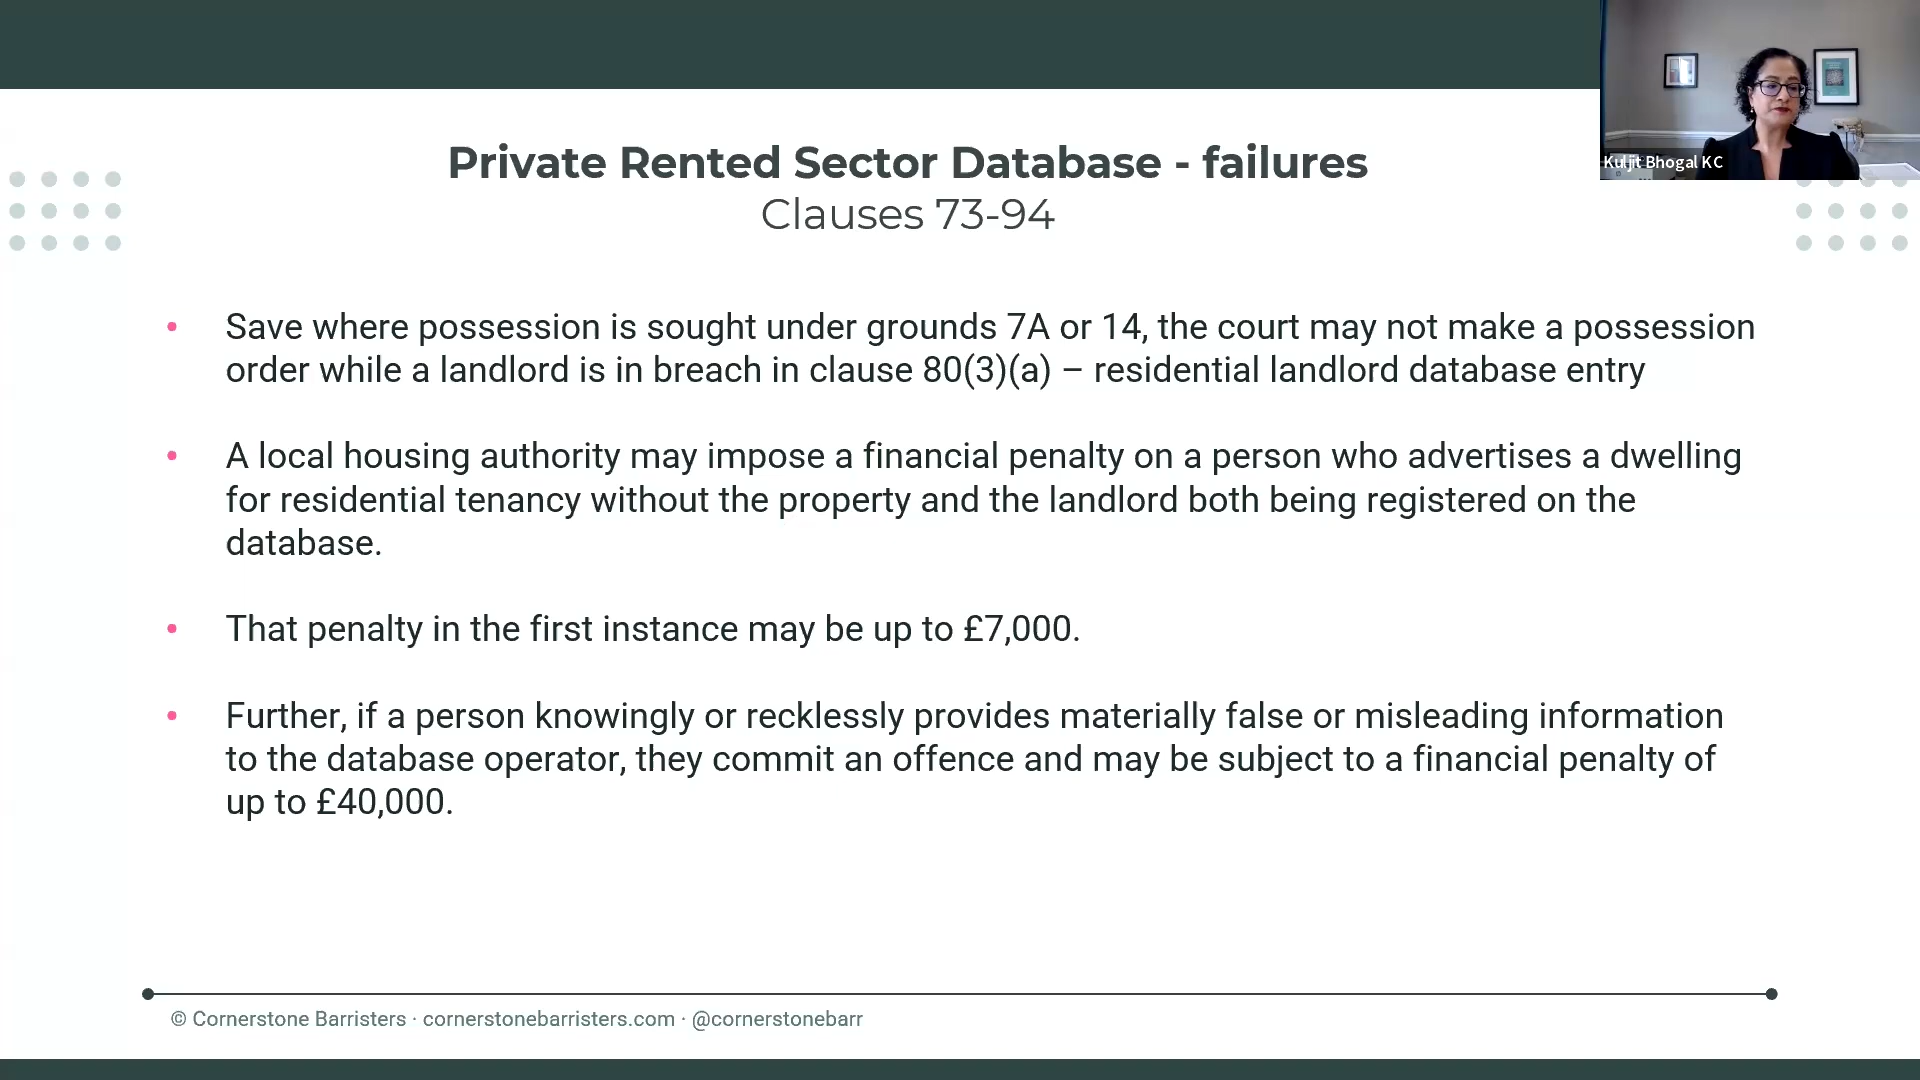 Kuljit Bhogal KC
Private Rented Sector Database - failures
Clauses 73-94
• Save where possession is sought under grounds 7A or 14, the court may not make a possession
order while a landlord is in breach in clause 80(3)(a) – residential landlord database entry
• A local housing authority may impose a financial penalty on a person who advertises a dwelling
for residential tenancy without the property and the landlord both being registered on the
database.
• That penalty in the first instance may be up to £7,000.
• Further, if a person knowingly or recklessly provides materially false or misleading information
to the database operator, they commit an offence and may be subject to a financial penalty of
up to £40,000.
© Cornerstone Barristers · cornerstonebarristers.com · @cornerstonebarr